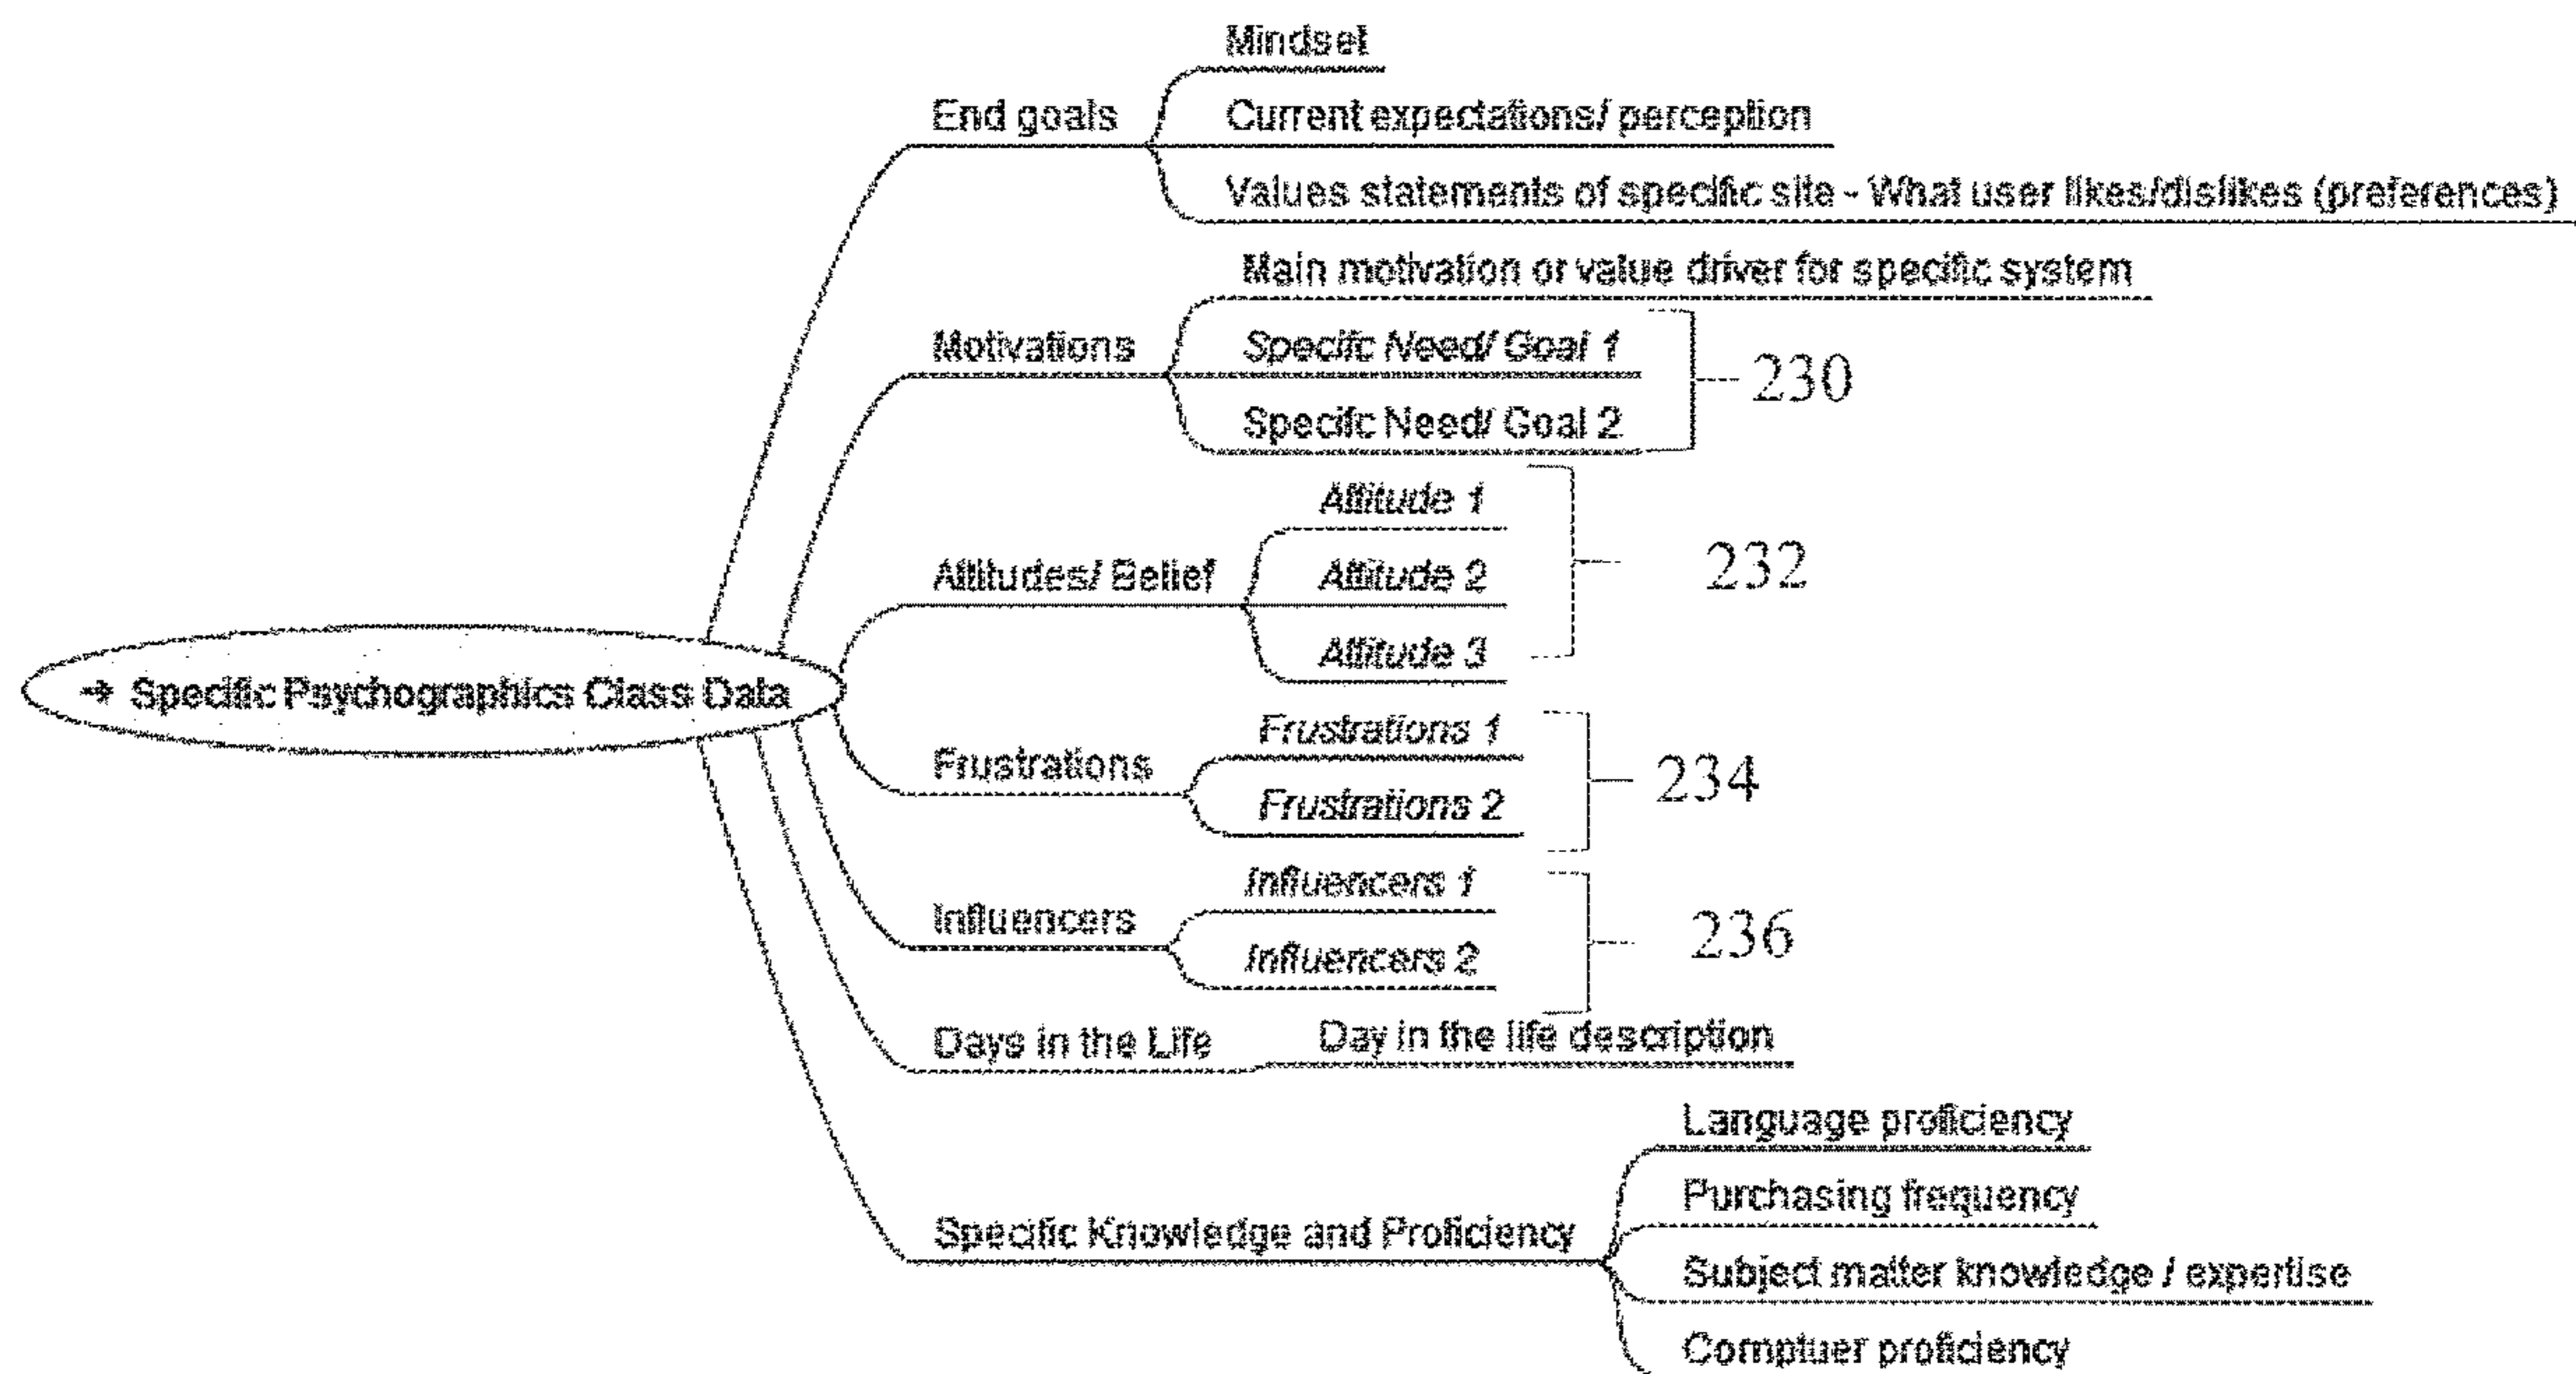 Mindset
End goals
Current expectations/ perception
Values statements of specific site - What user likes/dislikes (preferences)
Main motivation or value driver for specific system
Motivations
Specific Need/ Goal 1
230
Specific Need/ Goal 2
Attitude 1
Attitudes/ Belief
Attitude 2
232
Attitude 3
→ Specific Psychographics Class Data
Frustrations 1
Frustrations
234
Frustrations 2
Influencers 1
Influencers
236
Influencers 2
Days in the Life
Day in the life description
Language proficiency
Purchasing frequency
Specific Knowledge and Proficiency
Subject matter knowledge / expertise
Comptuer proficiency